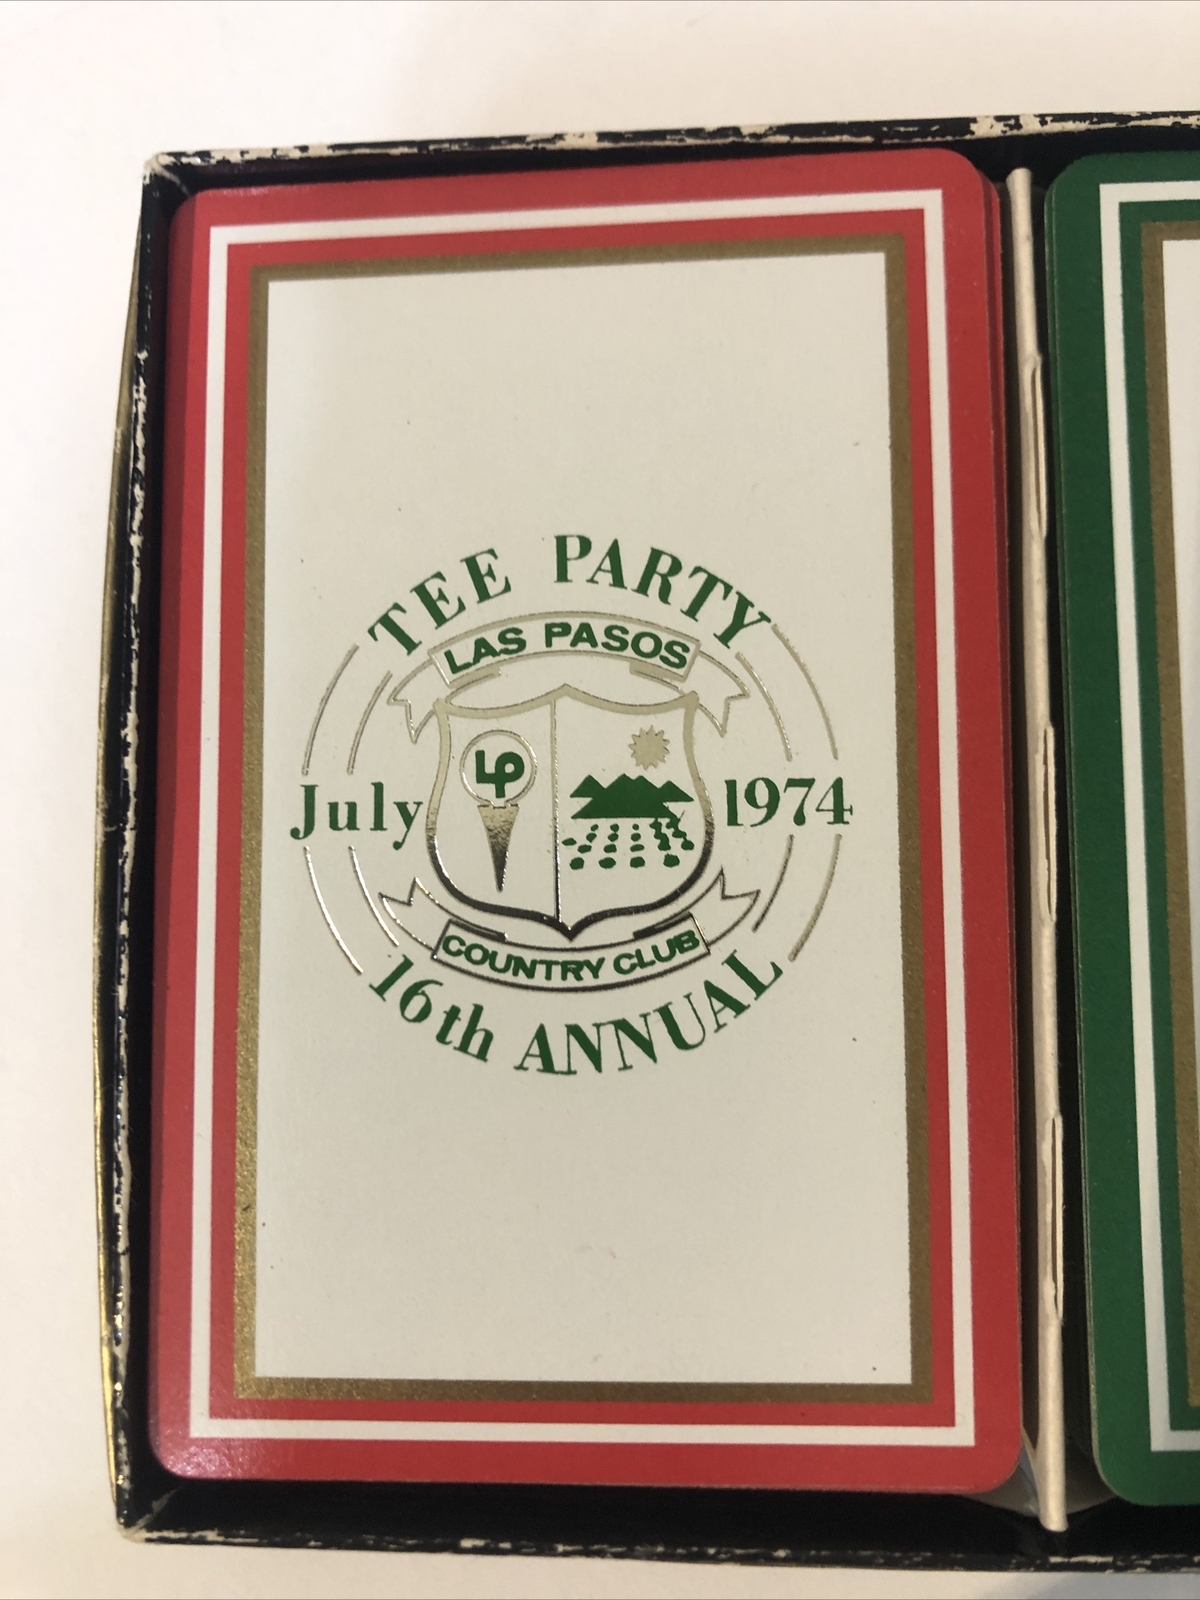 TEE PARTY
LAS PASOS
LP
July 1974
COUNTRY CLUB
16th ANNUAL